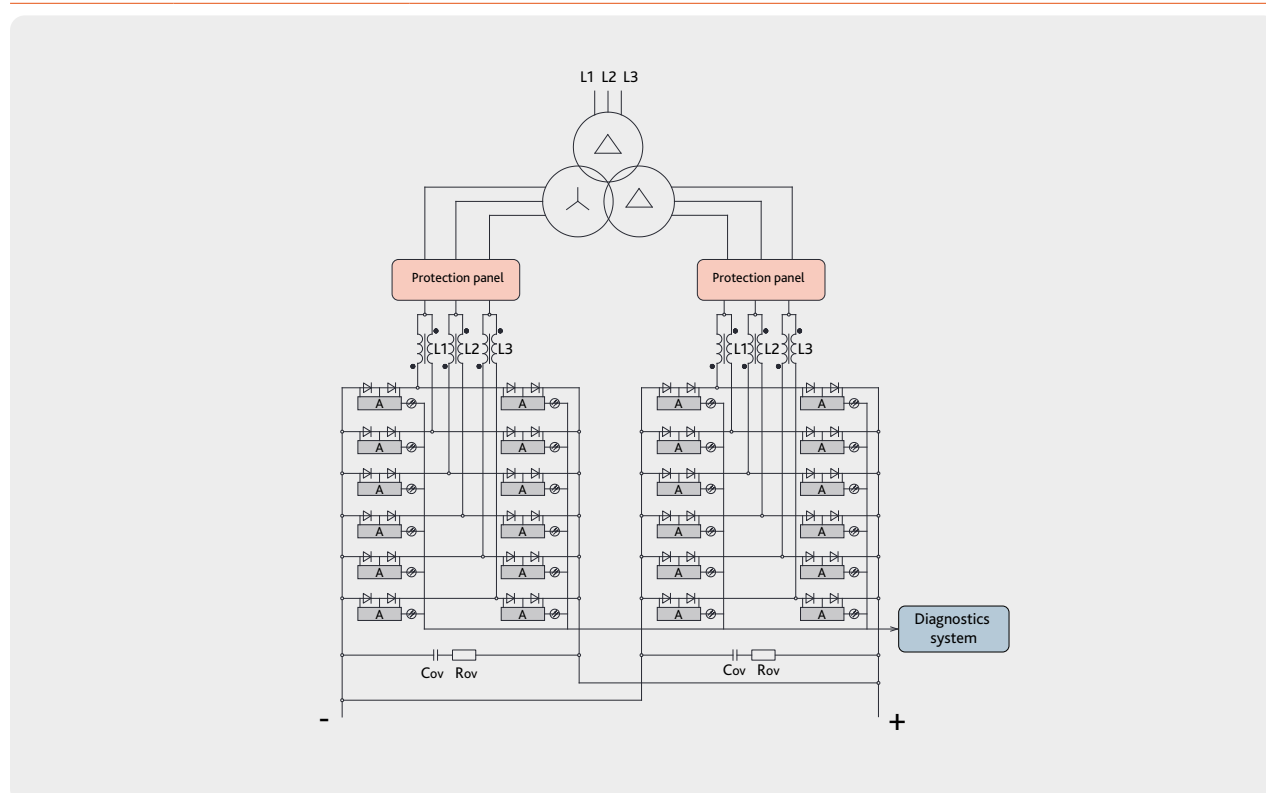 L1 L2 L3
Protection panel
Protection panel
L1 L2 L3
L1 L2 L3
A A A A
A A A A
A A A A
A A A A
A A A A
A A A A
Diagnostics
system
Cov Rov
Cov Rov
- +